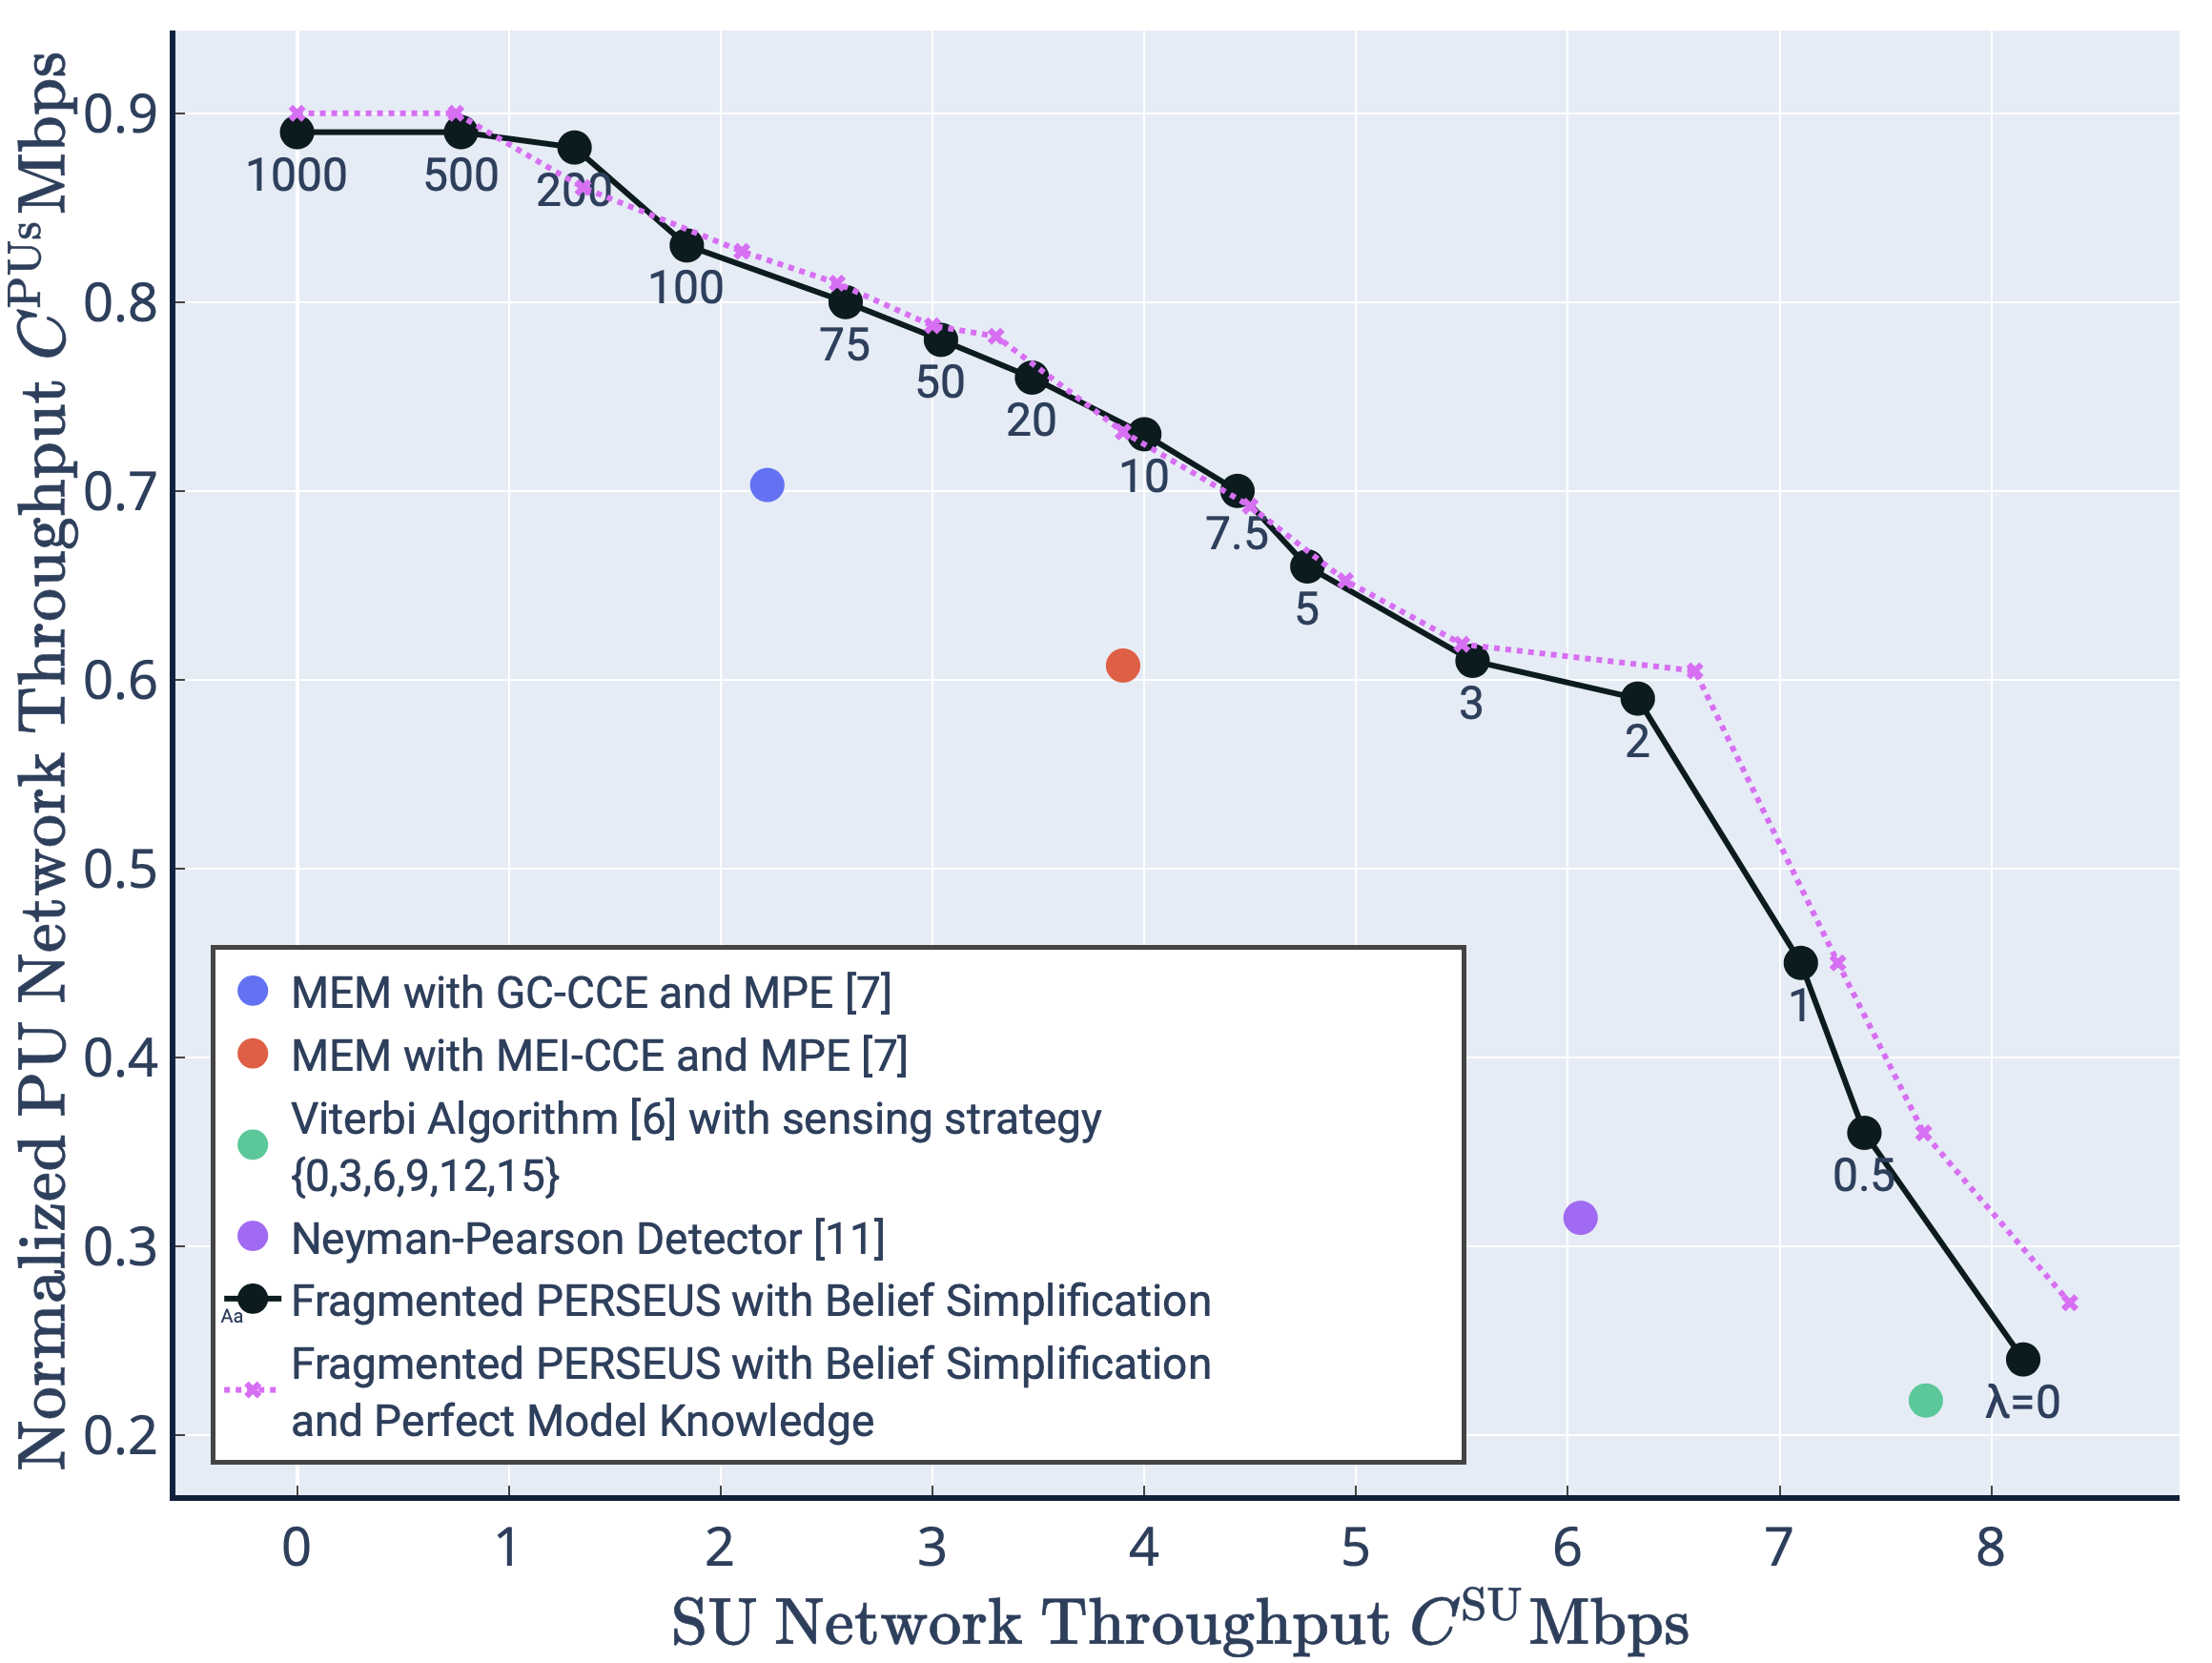 Normalized PU Network Throughput C^PUs Mbps
0.9
0.8
0.7
0.6
0.5
0.4
0.3
0.2
1000
500
200
100
75
50
20
10
7.5
5
3
2
1
0.5
λ=0
MEM with GC-CCE and MPE [7]
MEM with MEI-CCE and MPE [7]
Viterbi Algorithm [6] with sensing strategy
{0,3,6,9,12,15}
Neyman-Pearson Detector [11]
Aa
Fragmented PERSEUS with Belief Simplification
Fragmented PERSEUS with Belief Simplification
and Perfect Model Knowledge
0 1 2 3 4 5 6 7 8
SU Network Throughput C^SU Mbps